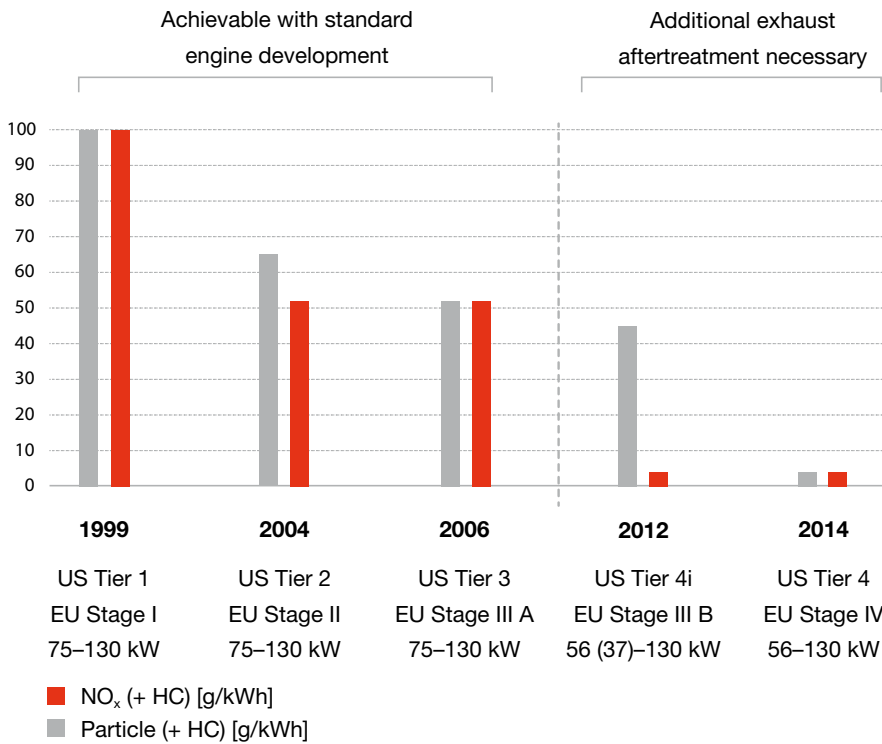 Achievable with standard
engine development
Additional exhaust
aftertreatment necessary
100
90
80
70
60
50
40
30
20
10
0
1999
US Tier 1
EU Stage I
75–130 kW
2004
US Tier 2
EU Stage II
75–130 kW
2006
US Tier 3
EU Stage III A
75–130 kW
2012
US Tier 4i
EU Stage III B
56 (37)–130 kW
2014
US Tier 4
EU Stage IV
56–130 kW
NOx (+ HC) [g/kWh]
Particle (+ HC) [g/kWh]